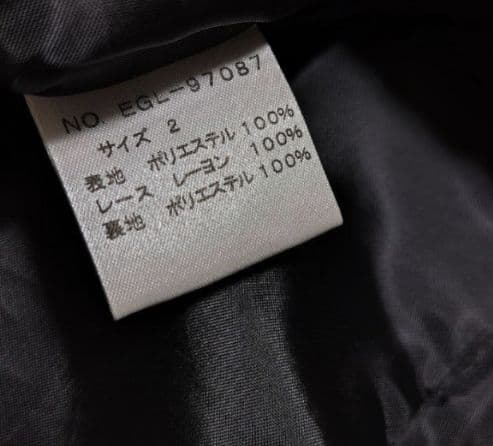 NO. EGL-97087
サイズ 2
表地 ポリエステル 100%
レース レーヨン 100%
裏地 ポリエステル 100%